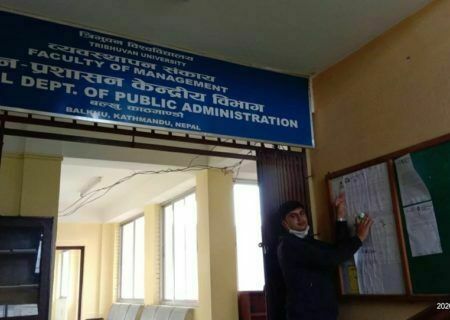 त्रिभुवन विश्वविद्यालय
TRIBHUVAN UNIVERSITY
व्यवस्थापन संकाय
FACULTY OF MANAGEMENT
न-प्रशासन केन्द्रीय विभाग
L DEPT. OF PUBLIC ADMINISTRATION
बल्खु, काठमाण्डौ
BALKHU, KATHMANDU, NEPAL
202